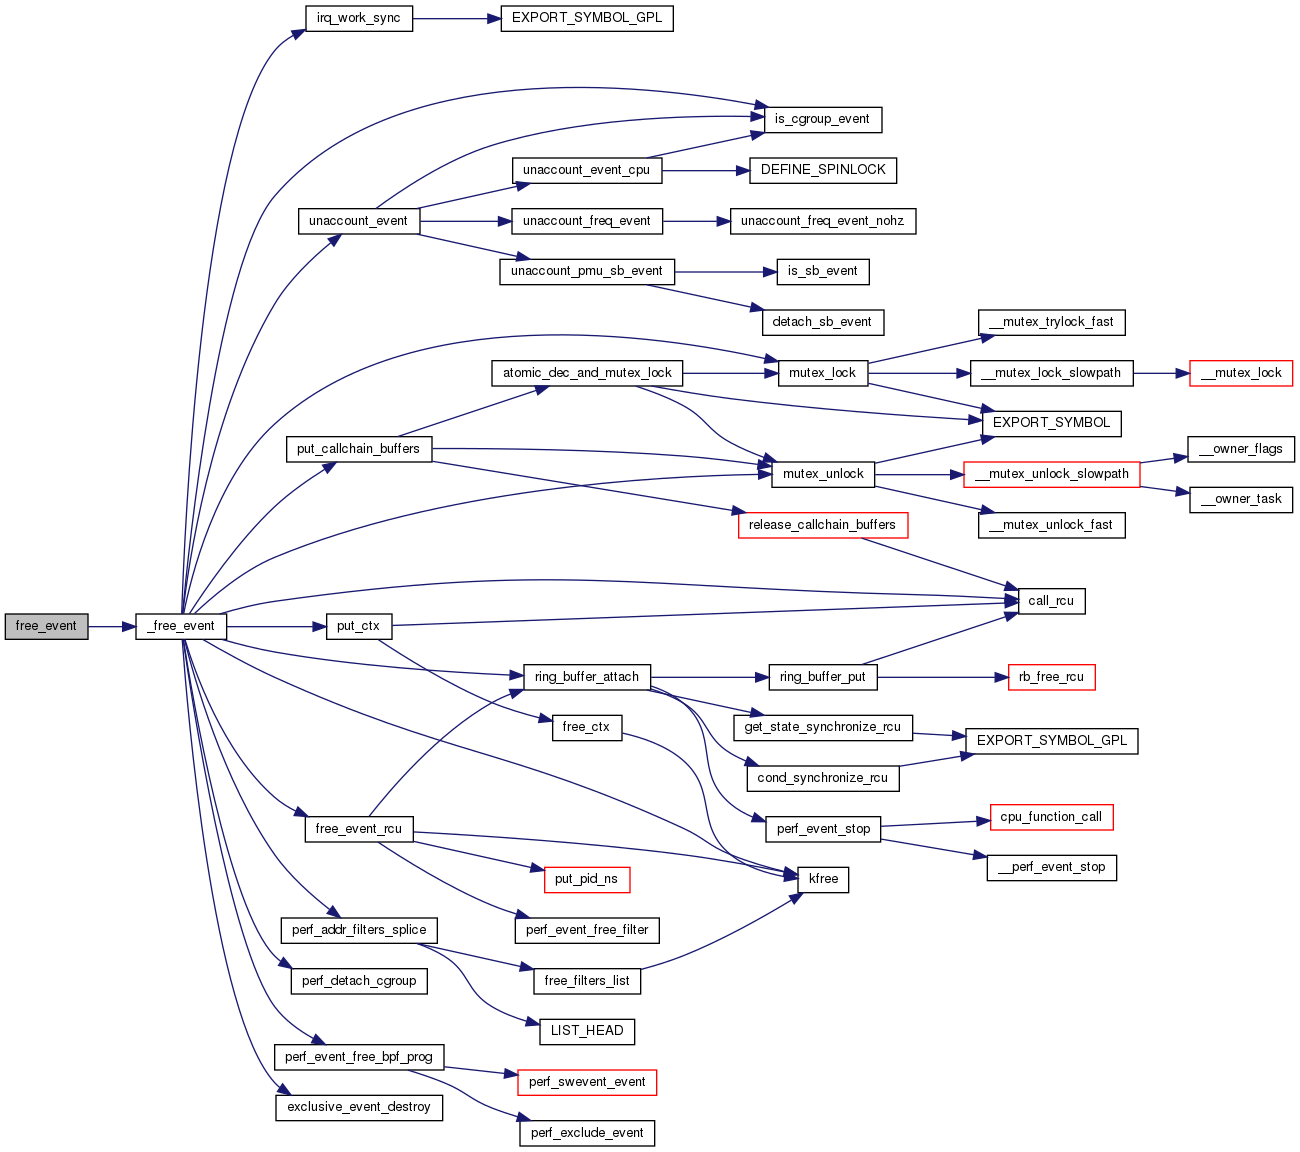 irq_work_sync
EXPORT_SYMBOL_GPL
is_cgroup_event
unaccount_event_cpu
DEFINE_SPINLOCK
unaccount_event
unaccount_freq_event
unaccount_freq_event_nohz
unaccount_pmu_sb_event
is_sb_event
detach_sb_event
__mutex_trylock_fast
atomic_dec_and_mutex_lock
mutex_lock
__mutex_lock_slowpath
__mutex_lock
EXPORT_SYMBOL
put_callchain_buffers
__owner_flags
mutex_unlock
__mutex_unlock_slowpath
__owner_task
release_callchain_buffers
__mutex_unlock_fast
call_rcu
free_event
_free_event
put_ctx
ring_buffer_attach
ring_buffer_put
rb_free_rcu
free_ctx
get_state_synchronize_rcu
EXPORT_SYMBOL_GPL
cond_synchronize_rcu
free_event_rcu
perf_event_stop
cpu_function_call
__perf_event_stop
put_pid_ns
kfree
perf_addr_filters_splice
perf_event_free_filter
perf_detach_cgroup
free_filters_list
LIST_HEAD
perf_event_free_bpf_prog
perf_swevent_event
exclusive_event_destroy
perf_exclude_event